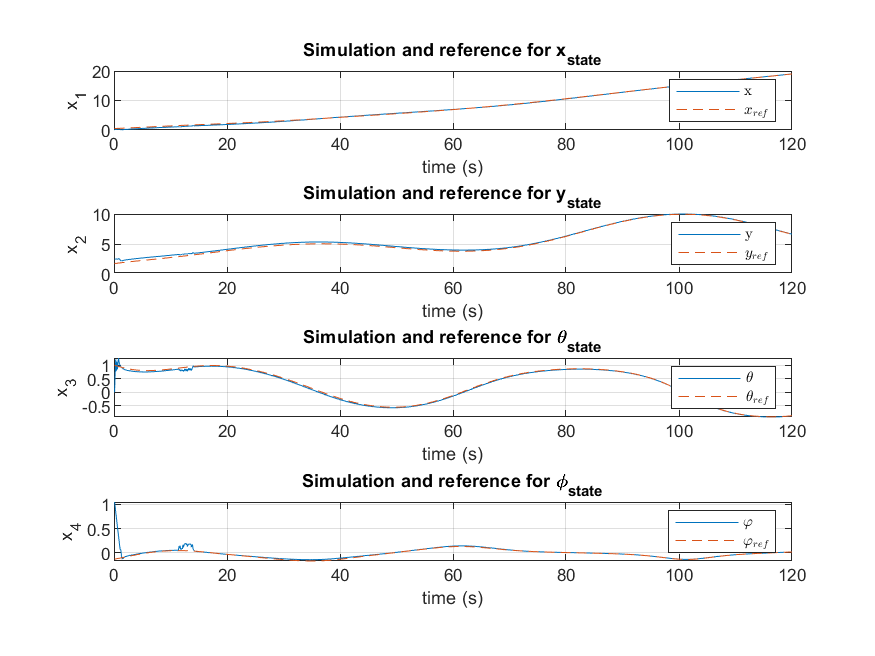 Simulation and reference for x_state
20
10
0
x_1
x
x_ref
0 20 40 60 80 100 120
time (s)
Simulation and reference for y_state
10
5
0
x_2
y
y_ref
0 20 40 60 80 100 120
time (s)
Simulation and reference for θ_state
1
0.5
0
-0.5
x_3
θ
θ_ref
0 20 40 60 80 100 120
time (s)
Simulation and reference for ϕ_state
1
0.5
0
x_4
φ
φ_ref
0 20 40 60 80 100 120
time (s)